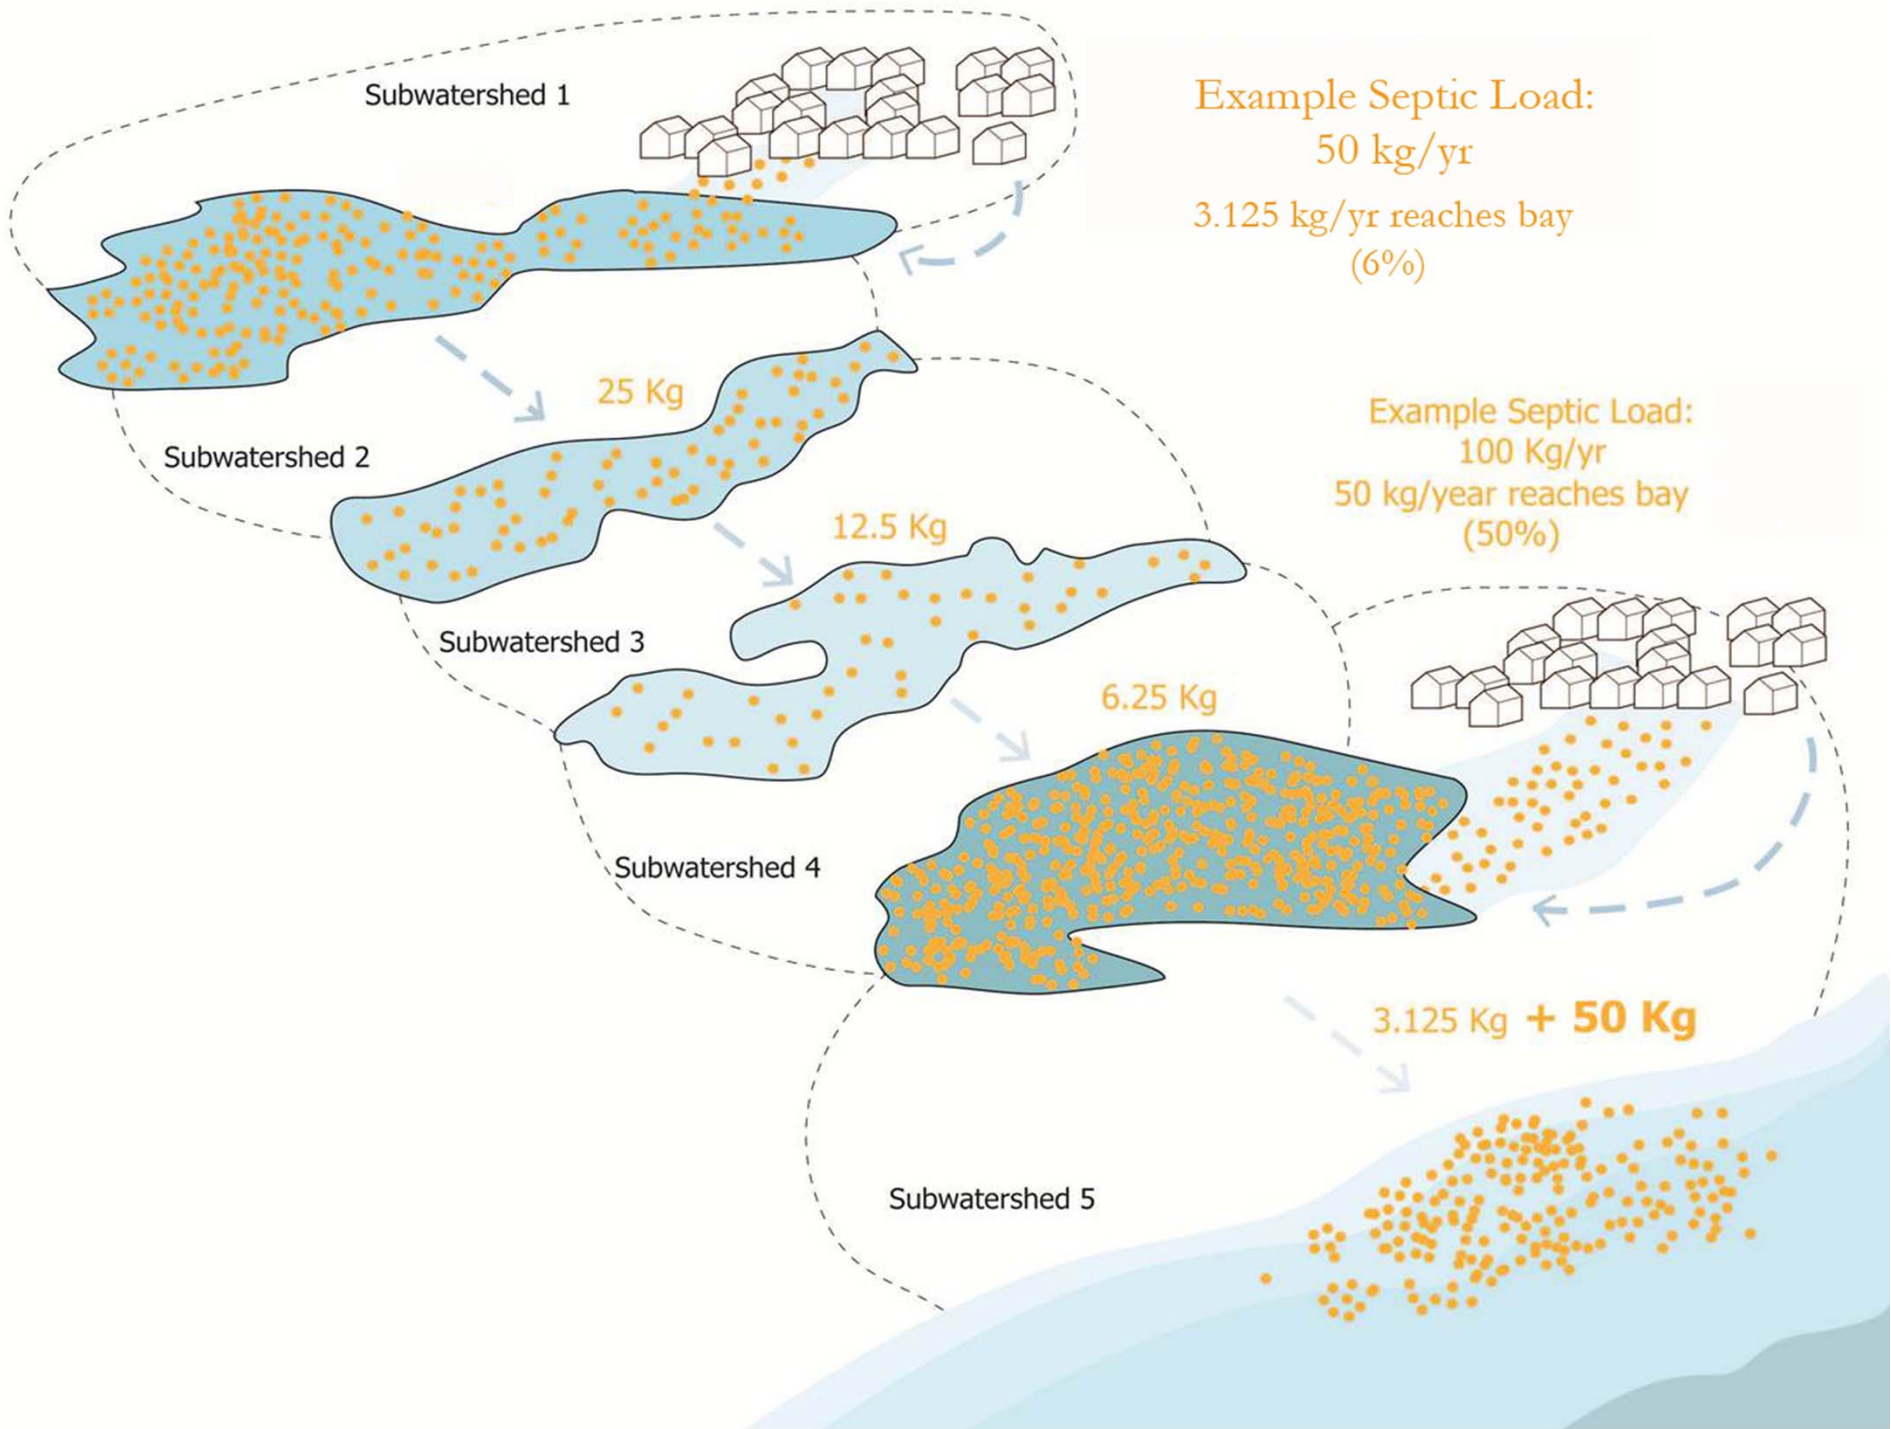 Subwatershed 1
Example Septic Load:
50 kg/yr
3.125 kg/yr reaches bay
(6%)
25 Kg
Subwatershed 2
Example Septic Load:
100 Kg/yr
50 kg/year reaches bay
(50%)
12.5 Kg
Subwatershed 3
6.25 Kg
Subwatershed 4
3.125 Kg + 50 Kg
Subwatershed 5